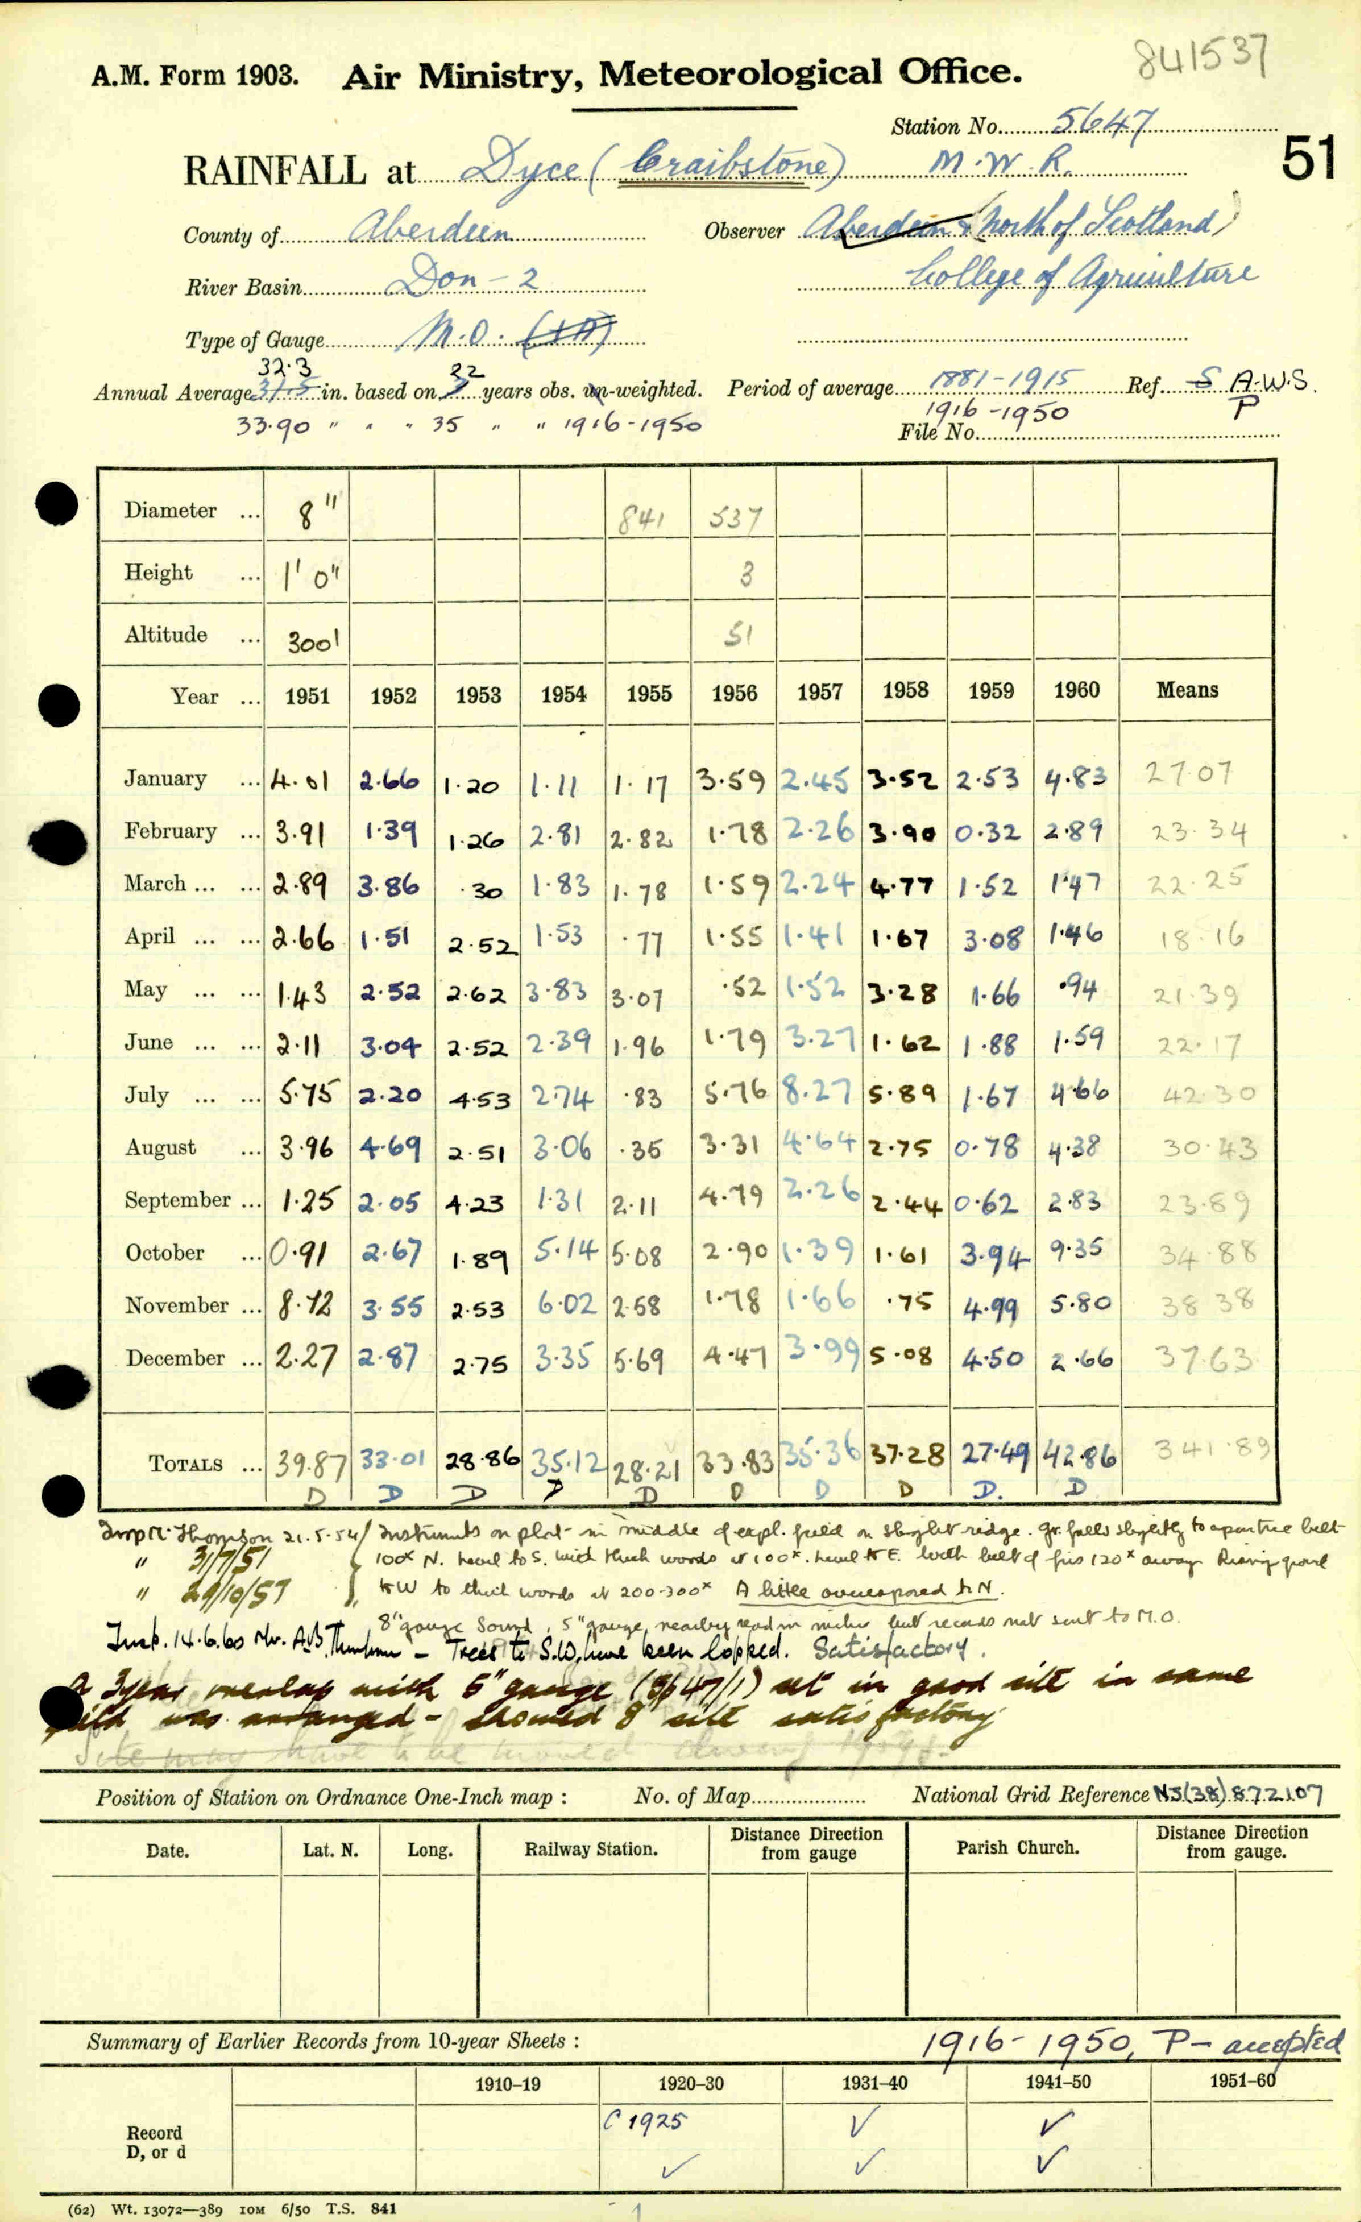 841537
A.M. Form 1903. Air Ministry, Meteorological Office.
Station No. 5647
RAINFALL at Dyce (Craibstone) M.W.R. 51
County of Aberdeen Observer Aberdeen & (North of Scotland)
River Basin Don - 2 College of Agriculture
Type of Gauge M.O. (1A)
32.3 22
Annual Average 31.5 in. based on years obs. un-weighted. Period of average 1881-1915 Ref. S A.W.S.
33.90 " " " 35 " " 1916-1950 1916-1950 P
File No.
Diameter ... 8" 841 537
Height ... 1' 0" 3
Altitude ... 300' 51
Year ... 1951 1952 1953 1954 1955 1956 1957 1958 1959 1960 Means
January ... 4.01 2.66 1.20 1.11 1.17 3.59 2.45 3.52 2.53 4.83 27.07
February ... 3.91 1.39 1.26 2.81 2.82 1.78 2.26 3.90 0.32 2.89 23.34
March ... ... 2.89 3.86 .30 1.83 1.78 1.59 2.24 4.77 1.52 1.47 22.25
April ... ... 2.66 1.51 2.52 1.53 .77 1.55 1.41 1.67 3.08 1.46 18.16
May ... ... 1.43 2.52 2.62 3.83 3.07 .52 1.52 3.28 1.66 .94 21.39
June ... ... 2.11 3.04 2.52 2.39 1.96 1.79 3.27 1.62 1.88 1.59 22.17
July ... ... 5.75 2.20 4.53 2.74 .83 5.76 8.27 5.89 1.67 4.66 42.30
August ... 3.96 4.69 2.51 3.06 .35 3.31 4.64 2.75 0.78 4.38 30.43
September ... 1.25 2.05 4.23 1.31 2.11 4.79 2.26 2.44 0.62 2.83 23.89
October ... 0.91 2.67 1.89 5.14 5.08 2.90 1.39 1.61 3.94 9.35 34.88
November ... 8.72 3.55 2.53 6.02 2.58 1.78 1.66 .75 4.99 5.80 38.38
December ... 2.27 2.87 2.75 3.35 5.69 4.47 3.99 5.08 4.50 2.66 37.63
TOTALS ... 39.87 33.01 28.86 35.12 28.21 33.83 35.36 37.28 27.49 42.86 341.89
D D D D D D D D D. D
Insp Mr Thomson 21.5.54 Instruments on plot in middle of expl. field on slight ridge. gr. falls slightly to belt
" 31/7/51 100x N. level to S. with thick woods at 100x. level to E. with belt of firs 120x away Rising ground
" 29/10/57 to W to thick woods at 200-300x A little overexposed to N.
8" gauge sound, 5" gauge, nearby read in but records not sent to M.O.
Insp. 14.6.60 Mr. – Trees to S.W. have been lopped. Satisfactory.
A 3 year overlap with 5" gauge (5647/1) set in good site in same
field was arranged – showed 8" site satisfactory
Site may have to be moved during
Position of Station on Ordnance One-Inch map : No. of Map National Grid Reference NJ(38) 872107
Date. Lat. N. Long. Railway Station. Distance Direction from gauge Parish Church. Distance Direction from gauge.
Summary of Earlier Records from 10-year Sheets : 1916-1950, P - accepted
1910–19 1920–30 1931–40 1941–50 1951–60
Record C 1925 ✓ ✓
D, or d ✓ ✓ ✓
(62) Wt. 13072—389 10M 6/50 T.S. 841 1